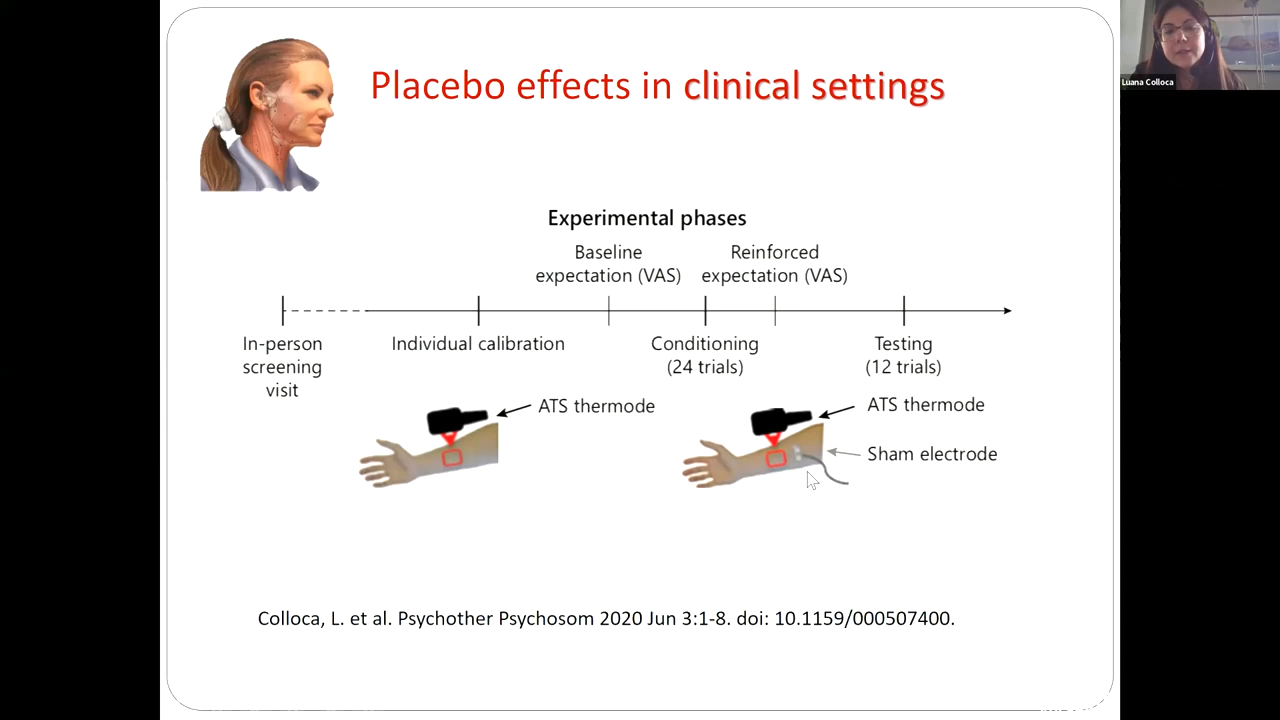 Placebo effects in clinical settings
Luana Colloca
Experimental phases
Baseline
expectation (VAS)
Reinforced
expectation (VAS)
In-person
screening
visit
Individual calibration
Conditioning
(24 trials)
Testing
(12 trials)
ATS thermode
ATS thermode
Sham electrode
Colloca, L. et al. Psychother Psychosom 2020 Jun 3:1-8. doi: 10.1159/000507400.